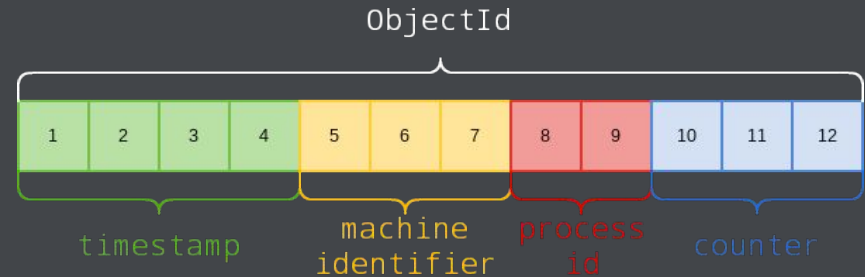 ObjectId
1 2 3 4 5 6 7 8 9 10 11 12
timestamp
machine
identifier
process
id
counter